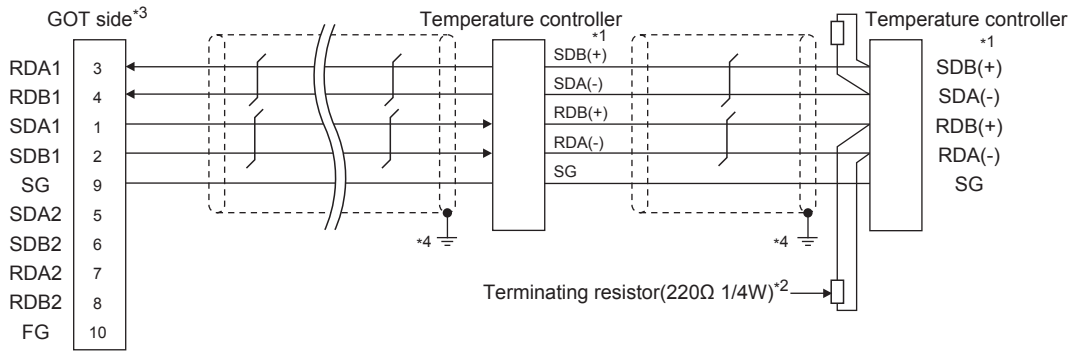 GOT side*3
Temperature controller
*1
Temperature controller
*1
RDA1 3 SDB(+) SDB(+)
RDB1 4 SDA(-) SDA(-)
SDA1 1 RDB(+) RDB(+)
SDB1 2 RDA(-) RDA(-)
SG 9 SG SG
SDA2 5
SDB2 6
*4
*4
RDA2 7
RDB2 8
Terminating resistor(220Ω 1/4W)*2
FG 10